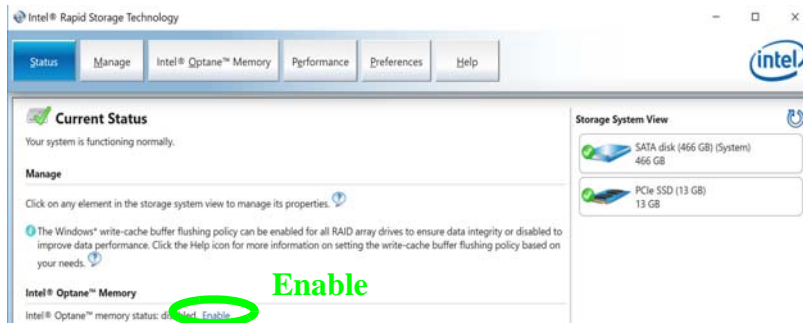 Intel® Rapid Storage Technology
Status
Manage
Intel® Optane™ Memory
Performance
Preferences
Help
intel
Current Status
Your system is functioning normally.
Manage
Click on any element in the storage system view to manage its properties.
The Windows* write-cache buffer flushing policy can be enabled for all RAID array drives to ensure data integrity or disabled to
improve data performance. Click the Help icon for more information on setting the write-cache buffer flushing policy based on
your needs.
Enable
Intel® Optane™ Memory
Intel® Optane™ memory status: disabled Enable
Storage System View
SATA disk (466 GB) (System)
466 GB
PCIe SSD (13 GB)
13 GB